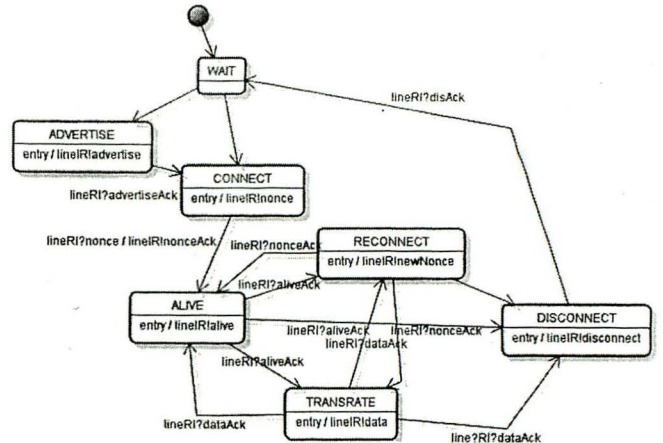 WAIT
lineRI?disAck
ADVERTISE
entry / lineIR!advertise
CONNECT
entry / lineIR!nonce
lineRI?advertiseAck
lineRI?nonce / lineIR!nonceAck
lineRI?nonceAck
RECONNECT
entry / lineIR!newNonce
lineRI?aliveAck
ALIVE
entry / lineIR!alive
DISCONNECT
entry / lineIR!disconnect
lineRI?aliveAck
lineRI?nonceAck
lineRI?dataAck
lineRI?aliveAck
TRANSRATE
entry / lineIR!data
lineRI?dataAck
line?RI?dataAck